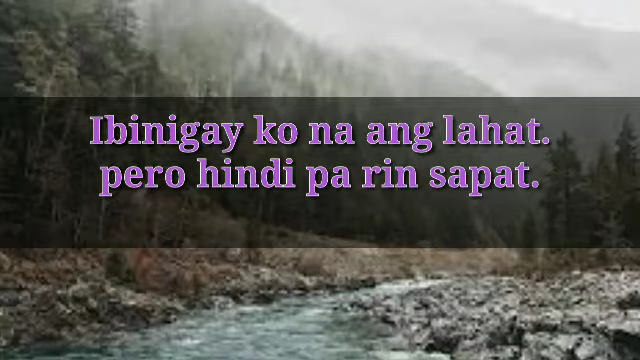 Ibinigay ko na ang lahat.
pero hindi pa rin sapat.